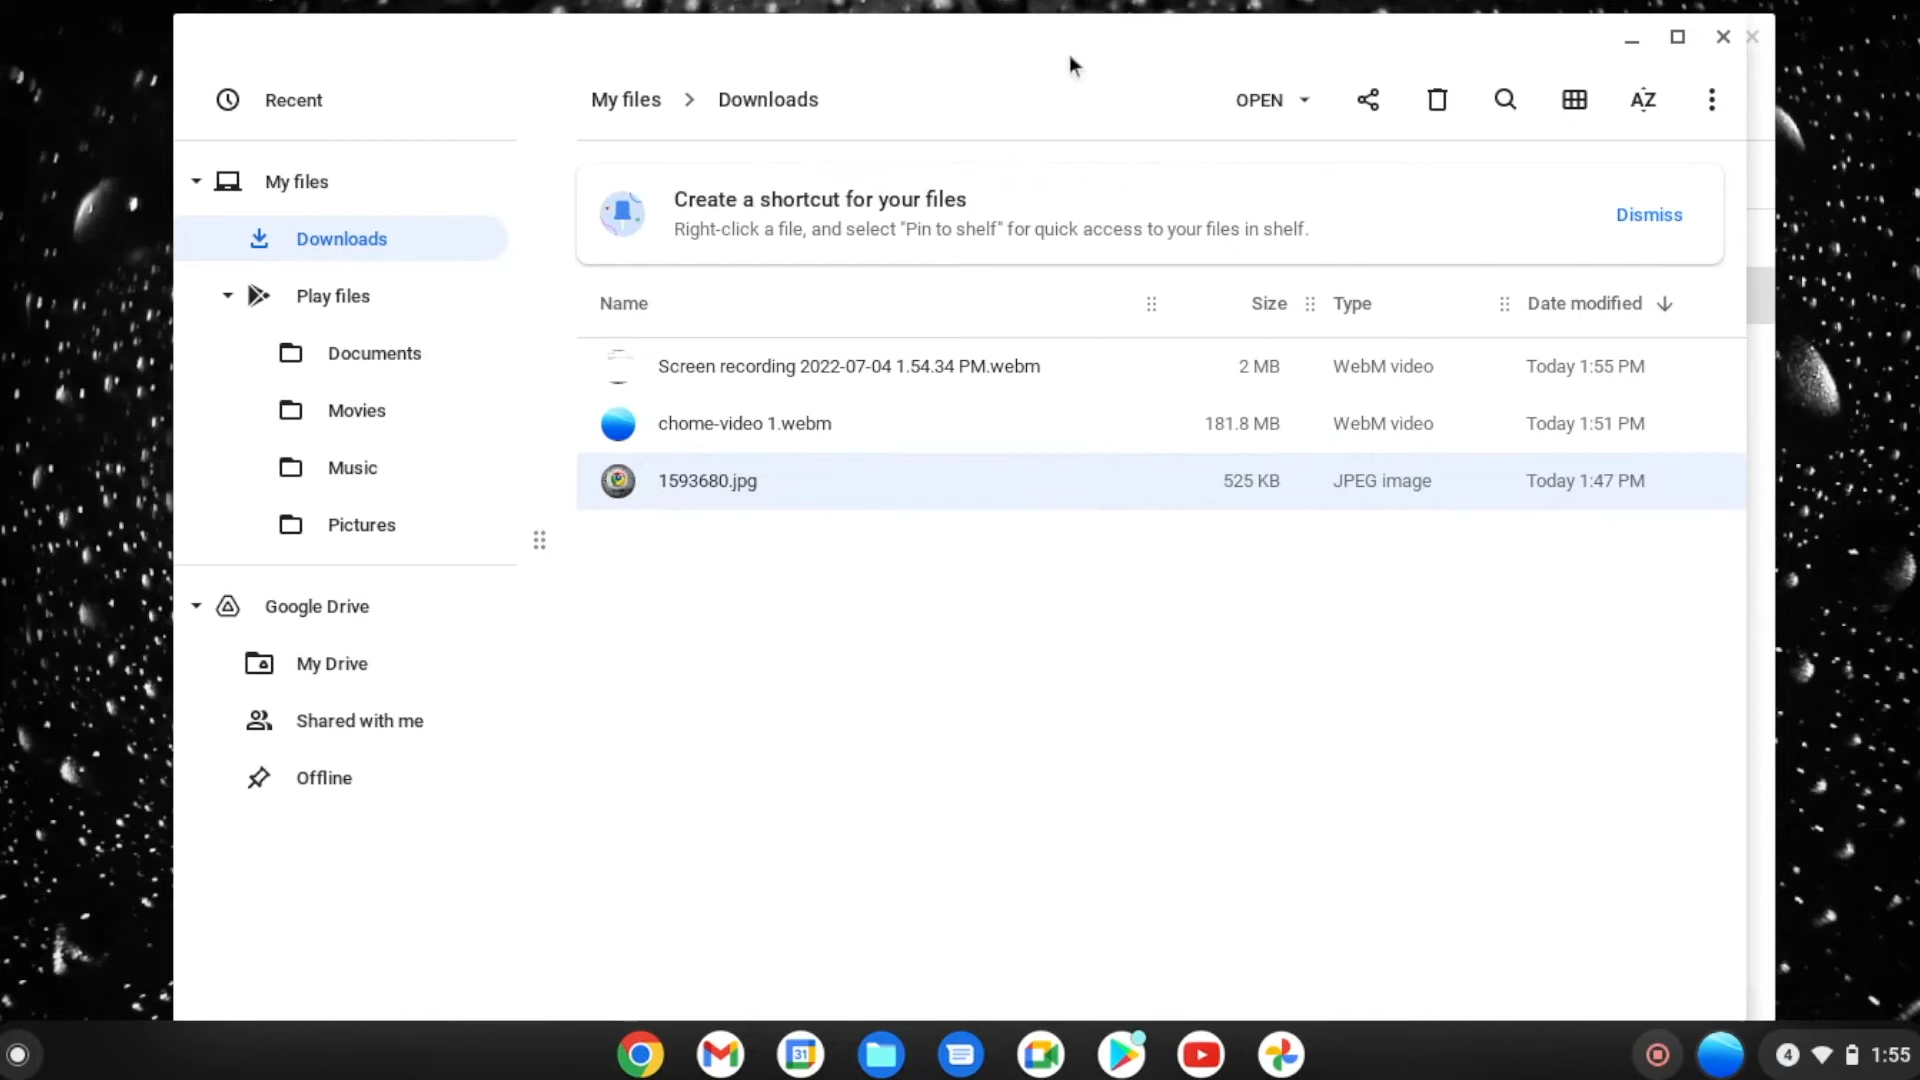 Recent
My files
Downloads
Play files
Documents
Movies
Music
Pictures
Google Drive
My Drive
Shared with me
Offline
My files > Downloads
OPEN
AZ
Create a shortcut for your files
Right-click a file, and select "Pin to shelf" for quick access to your files in shelf.
Dismiss
Name Size Type Date modified
Screen recording 2022-07-04 1.54.34 PM.webm 2 MB WebM video Today 1:55 PM
chome-video 1.webm 181.8 MB WebM video Today 1:51 PM
1593680.jpg 525 KB JPEG image Today 1:47 PM
31
4 1:55